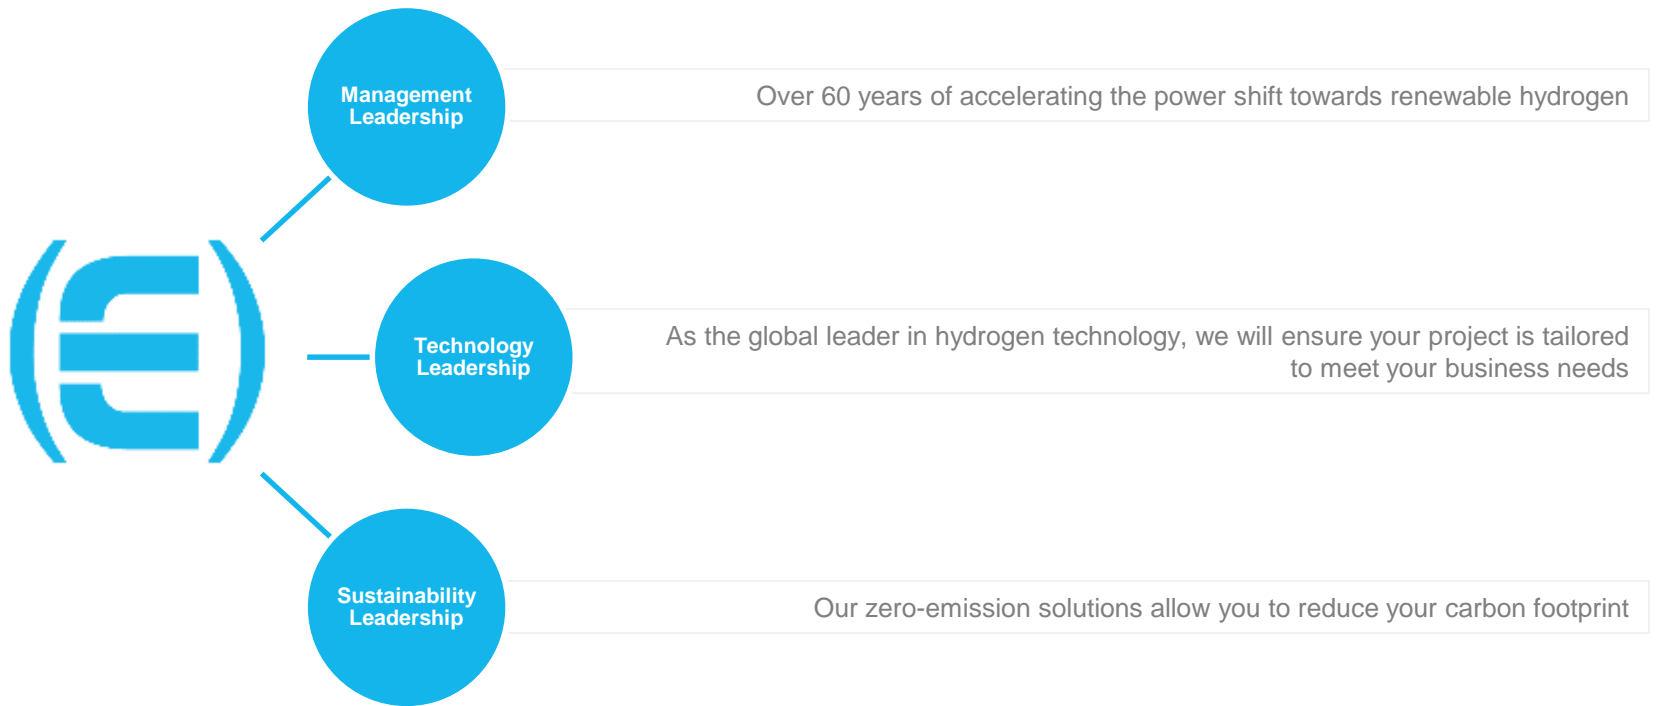 Management
Leadership
Over 60 years of accelerating the power shift towards renewable hydrogen
(E)
Technology
Leadership
As the global leader in hydrogen technology, we will ensure your project is tailored
to meet your business needs
Sustainability
Leadership
Our zero-emission solutions allow you to reduce your carbon footprint